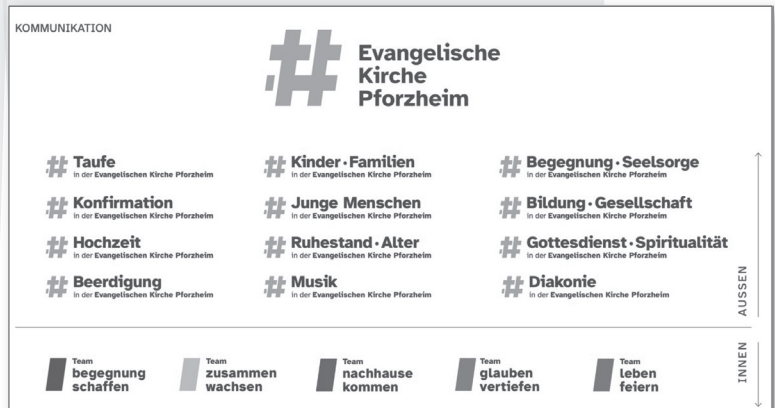 KOMMUNIKATION
Evangelische
Kirche
Pforzheim
Taufe
in der Evangelischen Kirche Pforzheim
Konfirmation
in der Evangelischen Kirche Pforzheim
Hochzeit
in der Evangelischen Kirche Pforzheim
Beerdigung
in der Evangelischen Kirche Pforzheim
Kinder · Familien
in der Evangelischen Kirche Pforzheim
Junge Menschen
in der Evangelischen Kirche Pforzheim
Ruhestand · Alter
in der Evangelischen Kirche Pforzheim
Musik
in der Evangelischen Kirche Pforzheim
Begegnung · Seelsorge
in der Evangelischen Kirche Pforzheim
Bildung · Gesellschaft
in der Evangelischen Kirche Pforzheim
Gottesdienst · Spiritualität
in der Evangelischen Kirche Pforzheim
Diakonie
in der Evangelischen Kirche Pforzheim
AUSSEN
INNEN
Team
begegnung
schaffen
Team
zusammen
wachsen
Team
nachhause
kommen
Team
glauben
vertiefen
Team
leben
feiern